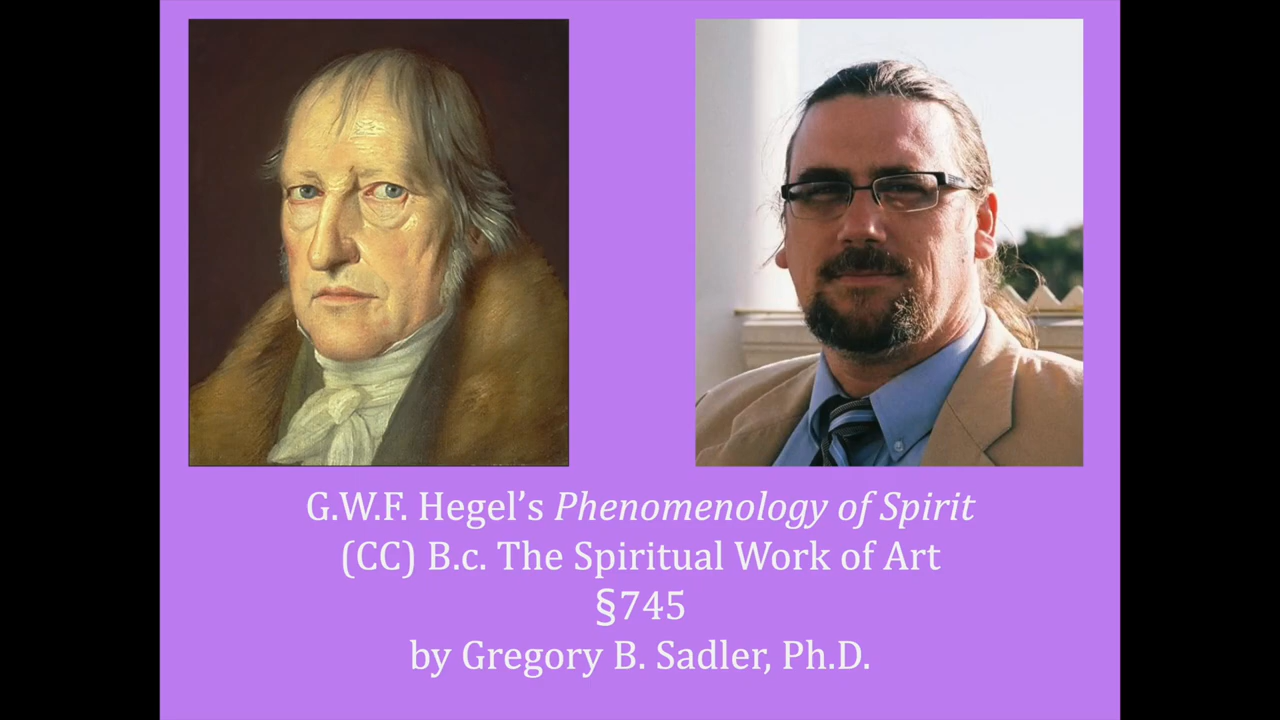 G.W.F. Hegel’s Phenomenology of Spirit
(CC) B.c. The Spiritual Work of Art
§745
by Gregory B. Sadler, Ph.D.